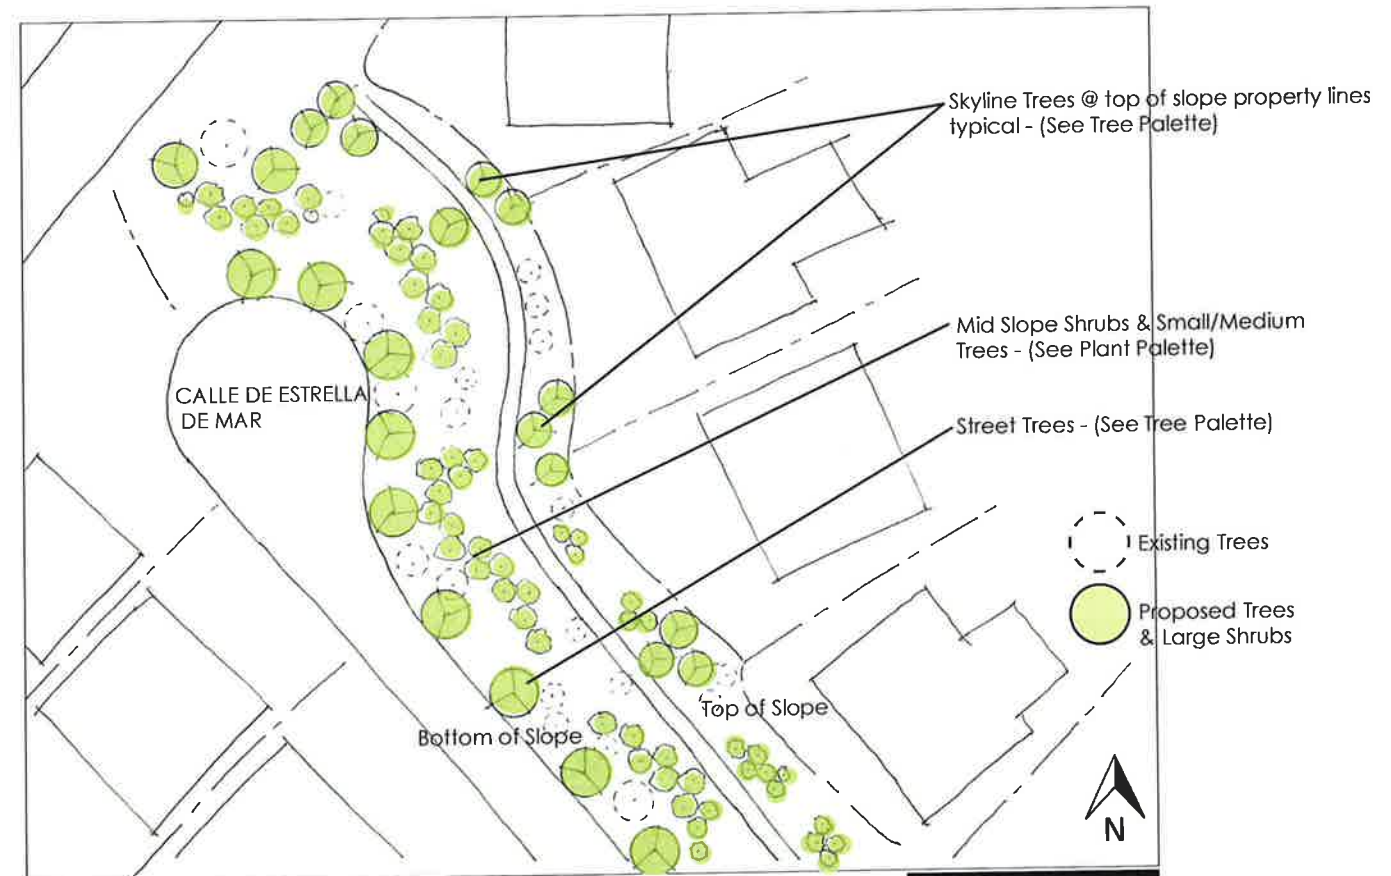 Skyline Trees @ top of slope property lines
typical - (See Tree Palette)
Mid Slope Shrubs & Small/Medium
Trees - (See Plant Palette)
CALLE DE ESTRELLA
DE MAR
Street Trees - (See Tree Palette)
Existing Trees
Proposed Trees
& Large Shrubs
Top of Slope
Bottom of Slope
N